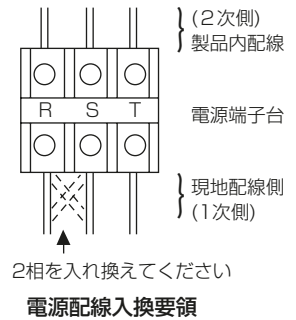 (2次側)
製品内配線
R S T
電源端子台
現地配線側
(1次側)
2相を入れ換えてください
電源配線入換要領